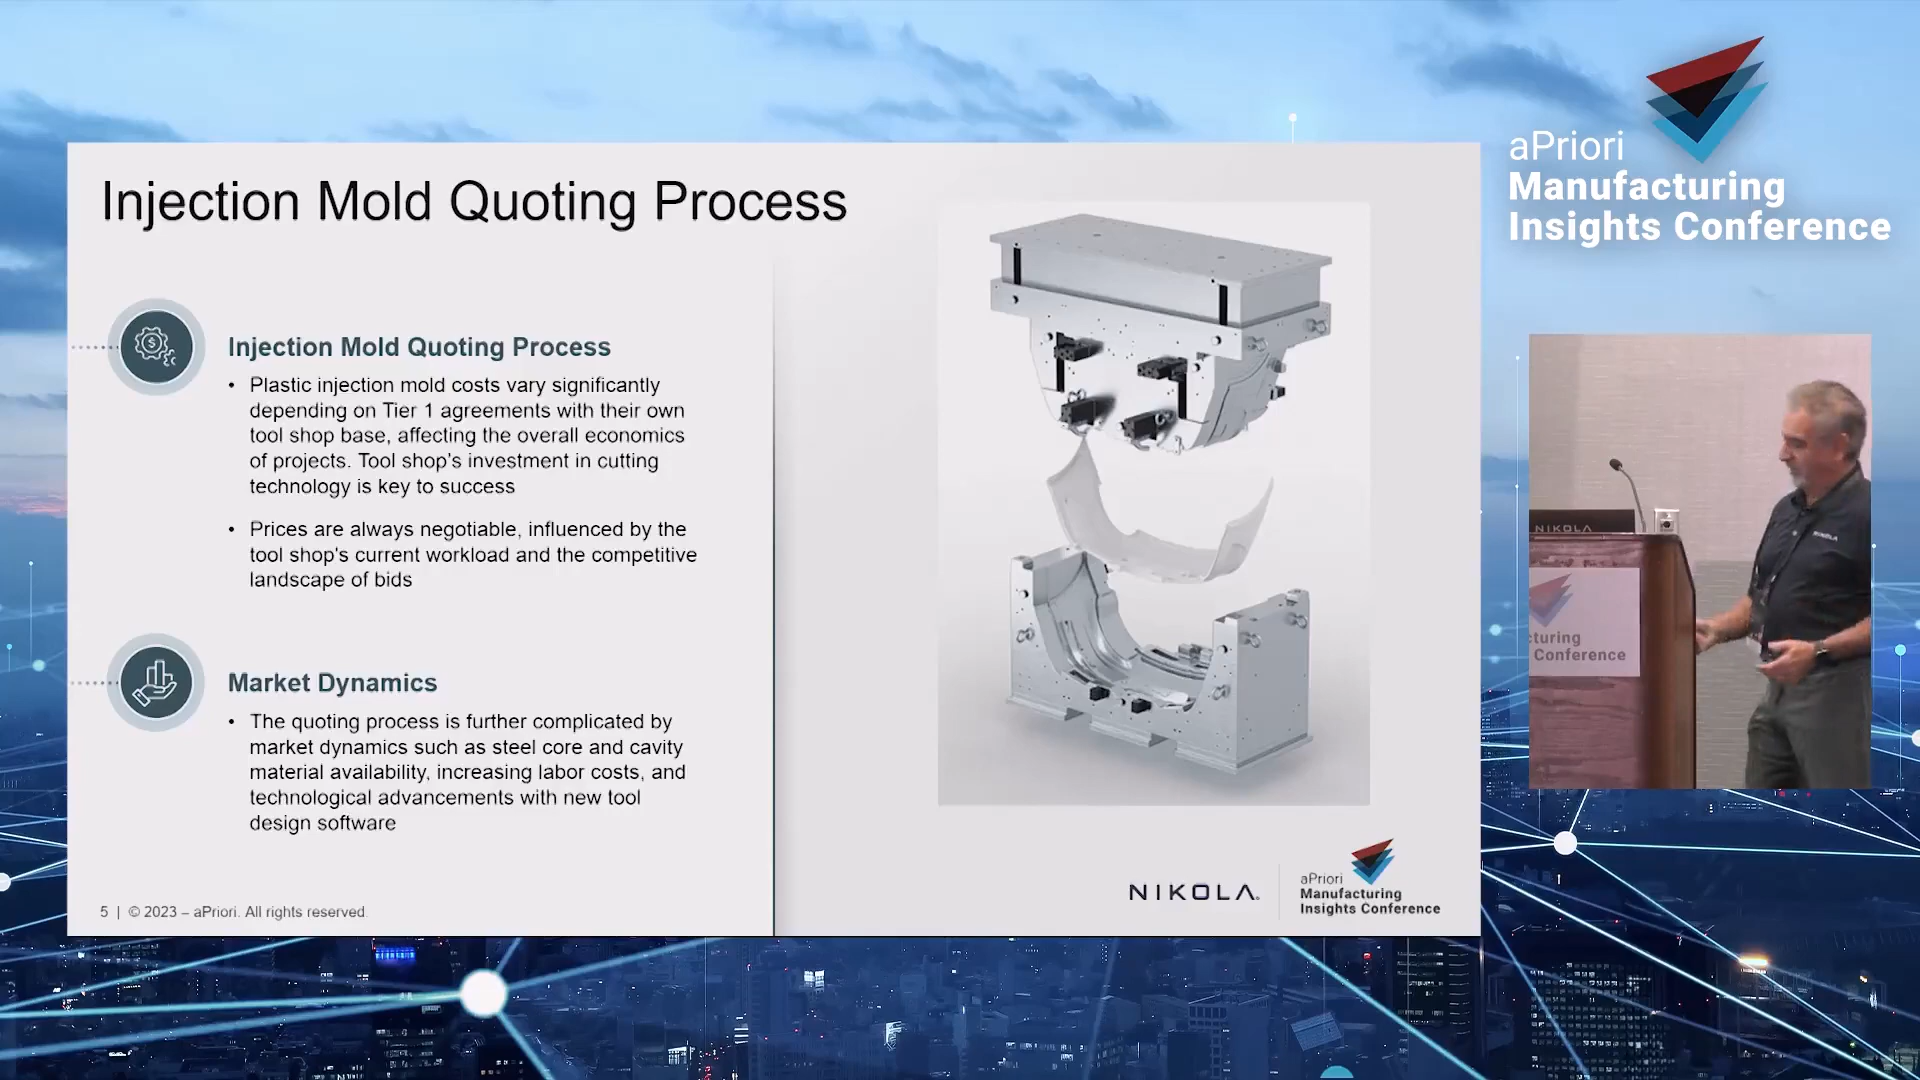 aPriori
Manufacturing
Insights Conference
Injection Mold Quoting Process
Injection Mold Quoting Process
• Plastic injection mold costs vary significantly
depending on Tier 1 agreements with their own
tool shop base, affecting the overall economics
of projects. Tool shop's investment in cutting
technology is key to success
• Prices are always negotiable, influenced by the
tool shop's current workload and the competitive
landscape of bids
Market Dynamics
• The quoting process is further complicated by
market dynamics such as steel core and cavity
material availability, increasing labor costs, and
technological advancements with new tool
design software
5 | © 2023 – aPriori. All rights reserved.
NIKOLA
aPriori
Manufacturing
Insights Conference
NIKOLA
NIKOLA
cturing
Conference